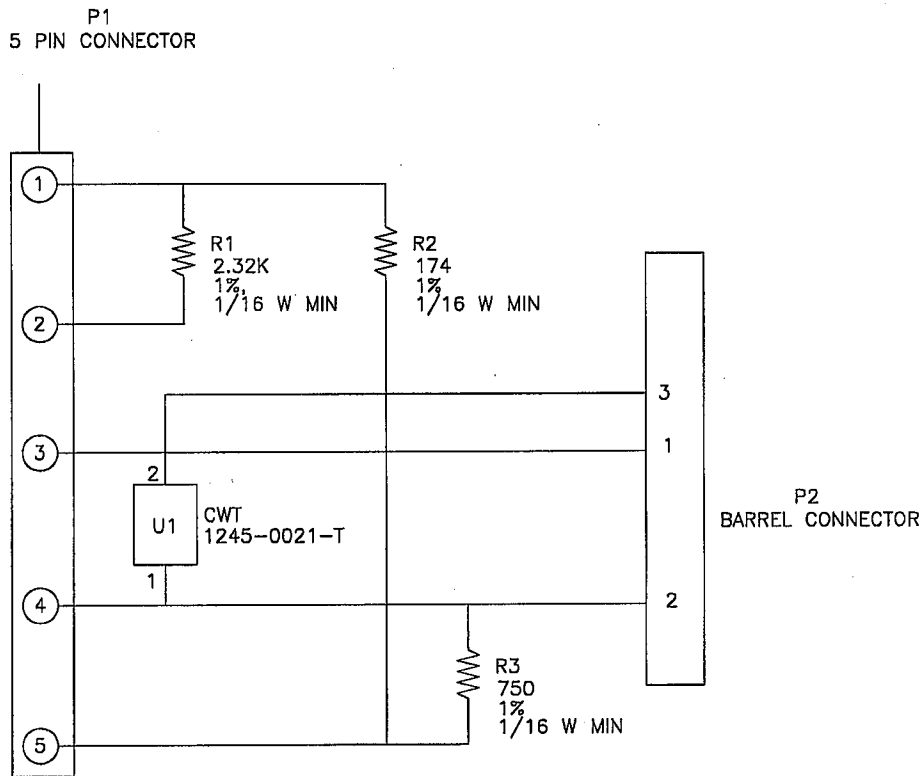 P1
5 PIN CONNECTOR
1
R1
2.32K
1%,
1/16 W MIN
R2
174
1%
1/16 W MIN
2
3
3
1
2
U1
CWT
1245-0021-T
1
P2
BARREL CONNECTOR
4
2
R3
750
1%
1/16 W MIN
5